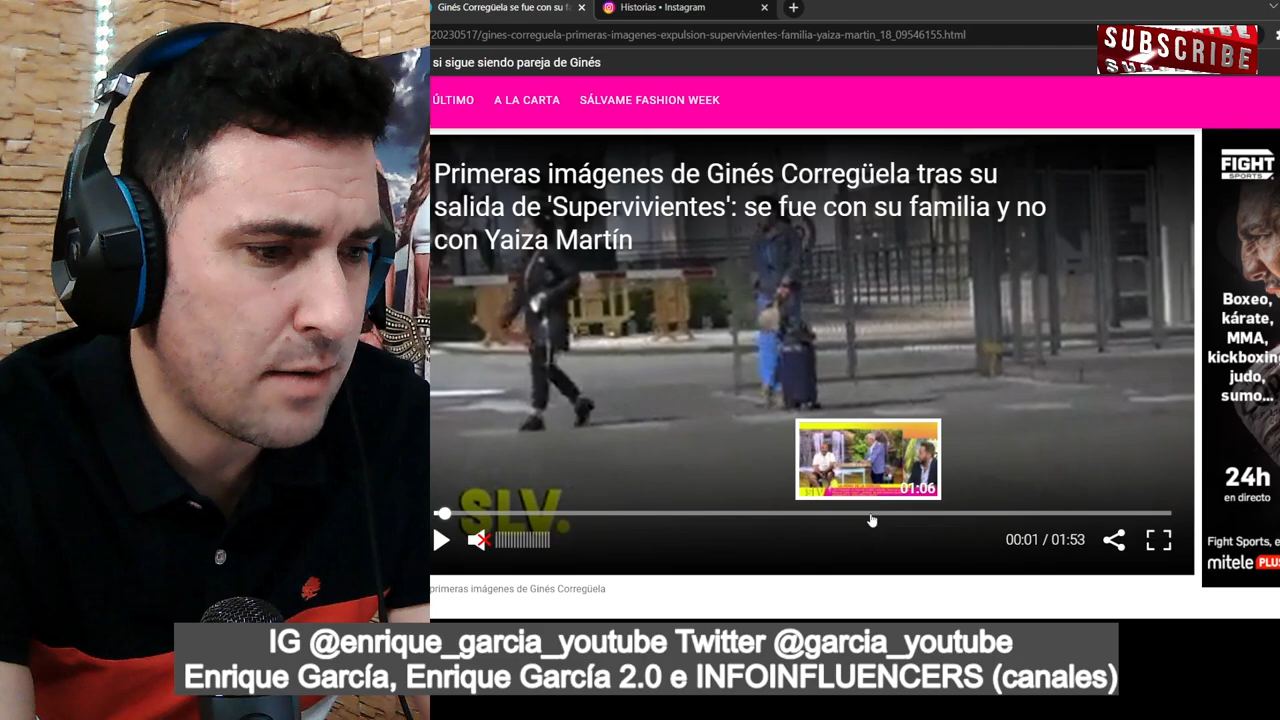 Ginés Corregüela se fue con su f
Historias • Instagram
20230517/gines-correguela-primeras-imagenes-expulsion-supervivientes-familia-yaiza-martin_18_09546155.html
SUBSCRIBE
si sigue siendo pareja de Ginés
ÚLTIMO
A LA CARTA
SÁLVAME FASHION WEEK
Primeras imágenes de Ginés Corregüela tras su
salida de 'Supervivientes': se fue con su familia y no
con Yaiza Martín
FIGHT
SPORTS
Boxeo,
kárate,
MMA,
kickboxin
judo,
sumo...
24h
en directo
Fight Sports, e
mitele PLUS
01:06
SLV.
00:01 / 01:53
primeras imágenes de Ginés Corregüela
IG @enrique_garcia_youtube Twitter @garcia_youtube
Enrique García, Enrique García 2.0 e INFOINFLUENCERS (canales)